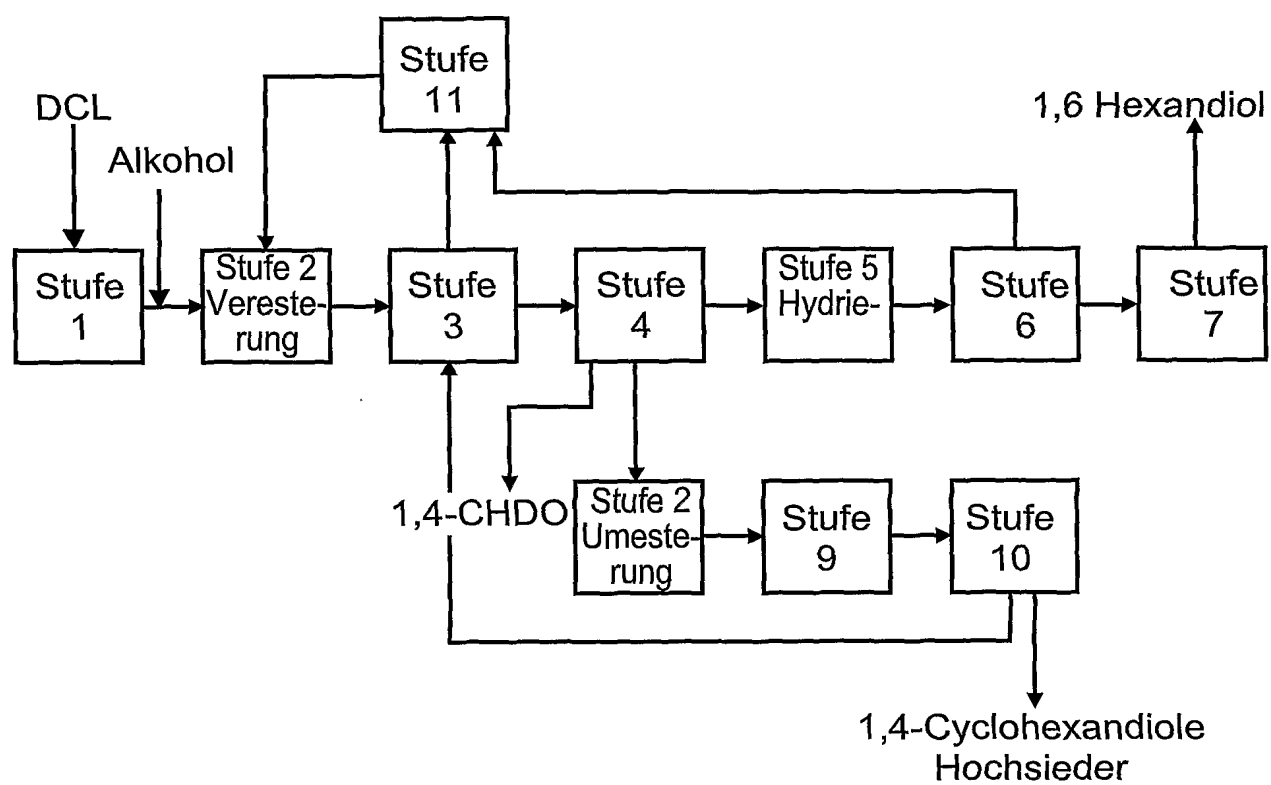 Stufe
11
DCL
1,6 Hexandiol
Alkohol
Stufe
1
Stufe 2
Vereste-
rung
Stufe
3
Stufe
4
Stufe 5
Hydrie-
Stufe
6
Stufe
7
1,4-CHDO
Stufe 2
Umeste-
rung
Stufe
9
Stufe
10
1,4-Cyclohexandiole
Hochsieder